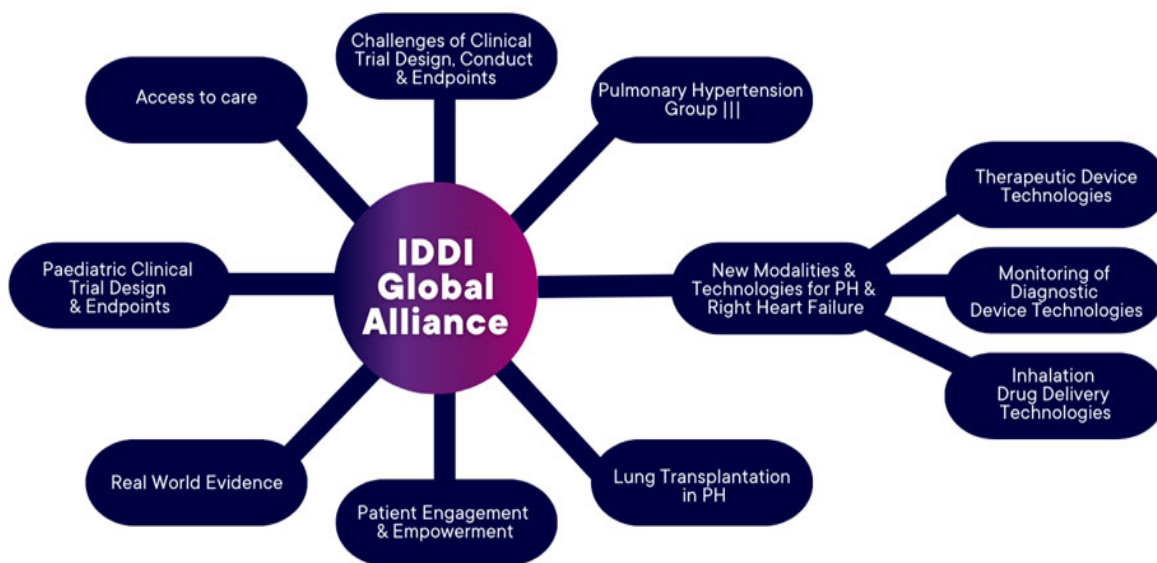 Challenges of Clinical
Trial Design, Conduct
& Endpoints
Access to care
Pulmonary Hypertension
Group |||
Therapeutic Device
Technologies
IDDI
Global
Alliance
Paediatric Clinical
Trial Design
& Endpoints
New Modalities &
Technologies for PH &
Right Heart Failure
Monitoring of
Diagnostic
Device Technologies
Inhalation
Drug Delivery
Technologies
Real World Evidence
Patient Engagement
& Empowerment
Lung Transplantation
in PH